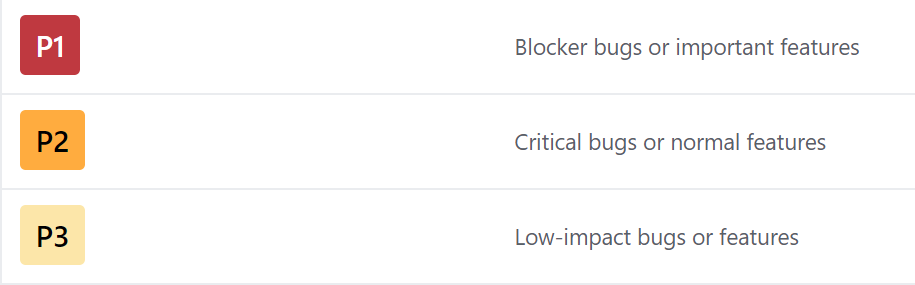 P1 Blocker bugs or important features
P2 Critical bugs or normal features
P3 Low-impact bugs or features